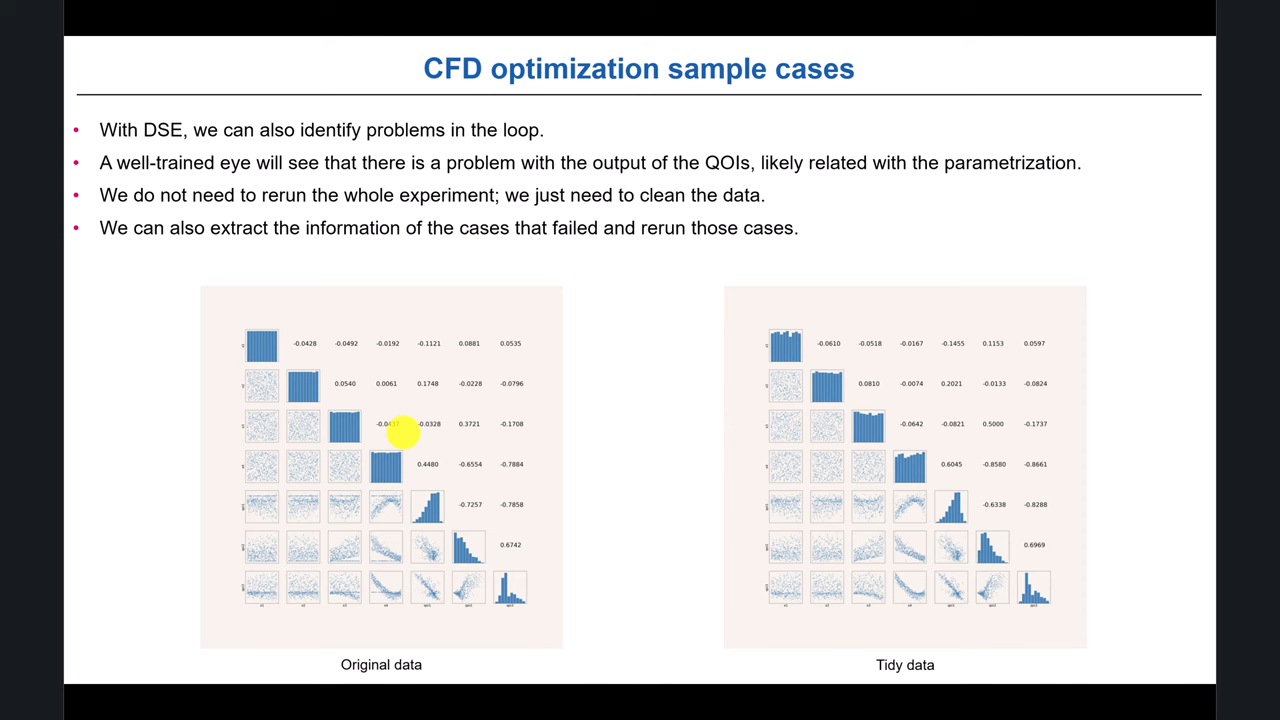 CFD optimization sample cases
• With DSE, we can also identify problems in the loop.
• A well-trained eye will see that there is a problem with the output of the QOIs, likely related with the parametrization.
• We do not need to rerun the whole experiment; we just need to clean the data.
• We can also extract the information of the cases that failed and rerun those cases.
-0.0428 -0.0492 -0.0192 -0.1121 0.0881 0.0535
0.0540 0.0061 0.1748 -0.0228 -0.0796
-0.0328 0.3721 -0.1708
0.4480 -0.6554 -0.7884
-0.7257 -0.7858
0.6742
Original data
-0.0610 -0.0518 -0.0167 -0.1455 0.1153 0.0597
0.0810 -0.0074 0.2021 -0.0133 -0.0824
-0.0642 -0.0821 0.5000 -0.1737
0.6045 -0.8580 -0.8661
-0.6338 -0.8288
0.6969
Tidy data